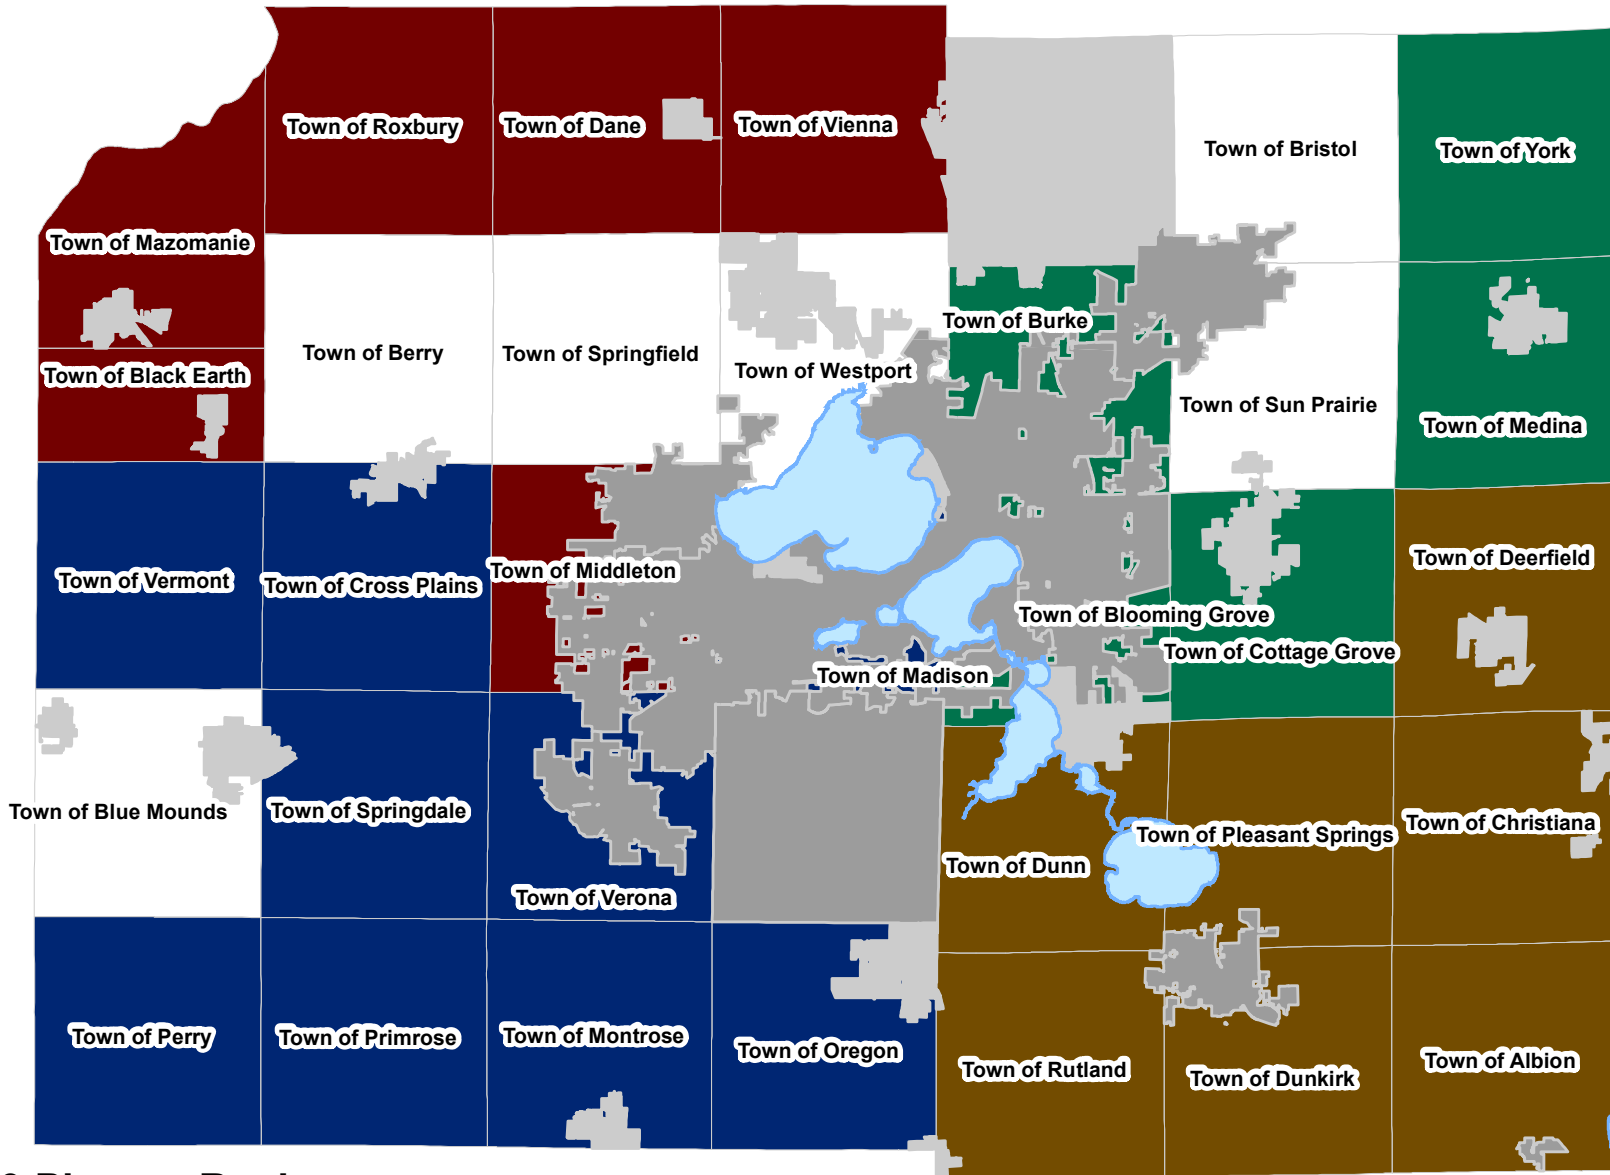 Town of Roxbury
Town of Dane
Town of Vienna
Town of Bristol
Town of York
Town of Mazomanie
Town of Burke
Town of Berry
Town of Springfield
Town of Westport
Town of Black Earth
Town of Sun Prairie
Town of Medina
Town of Deerfield
Town of Middleton
Town of Vermont
Town of Cross Plains
Town of Blooming Grove
Town of Cottage Grove
Town of Madison
Town of Blue Mounds
Town of Springdale
Town of Christiana
Town of Pleasant Springs
Town of Dunn
Town of Verona
Town of Perry
Town of Primrose
Town of Montrose
Town of Oregon
Town of Albion
Town of Rutland
Town of Dunkirk